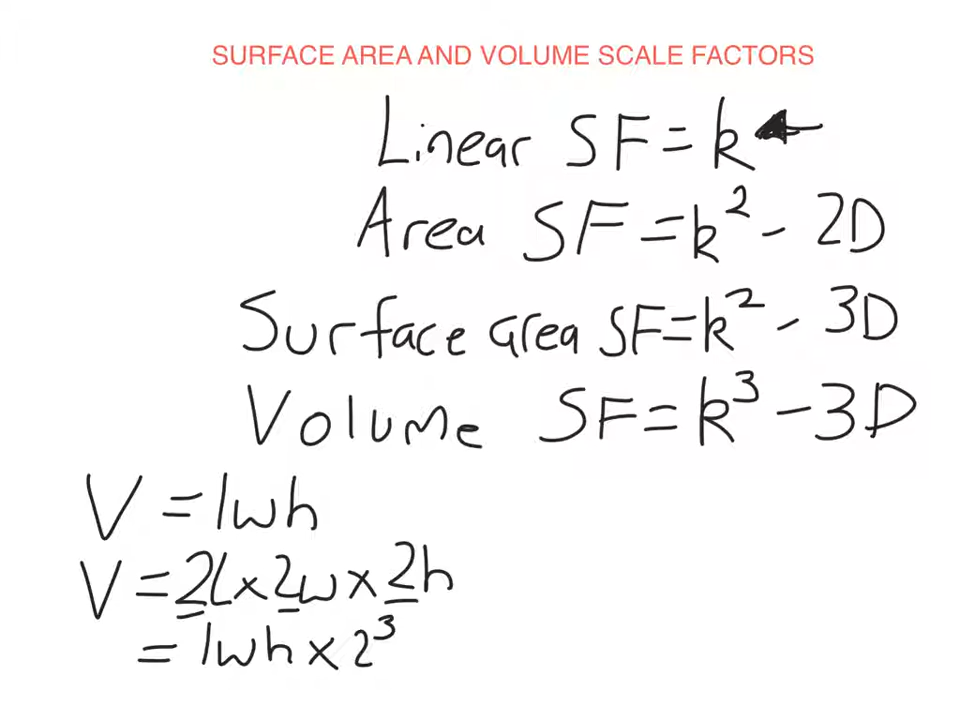 SURFACE AREA AND VOLUME SCALE FACTORS
Linear SF = k ←
Area SF = k² - 2D
Surface area SF = k² - 3D
Volume SF = k³ - 3D
V = lwh
V = 2l × 2w × 2h
= lwh × 2³